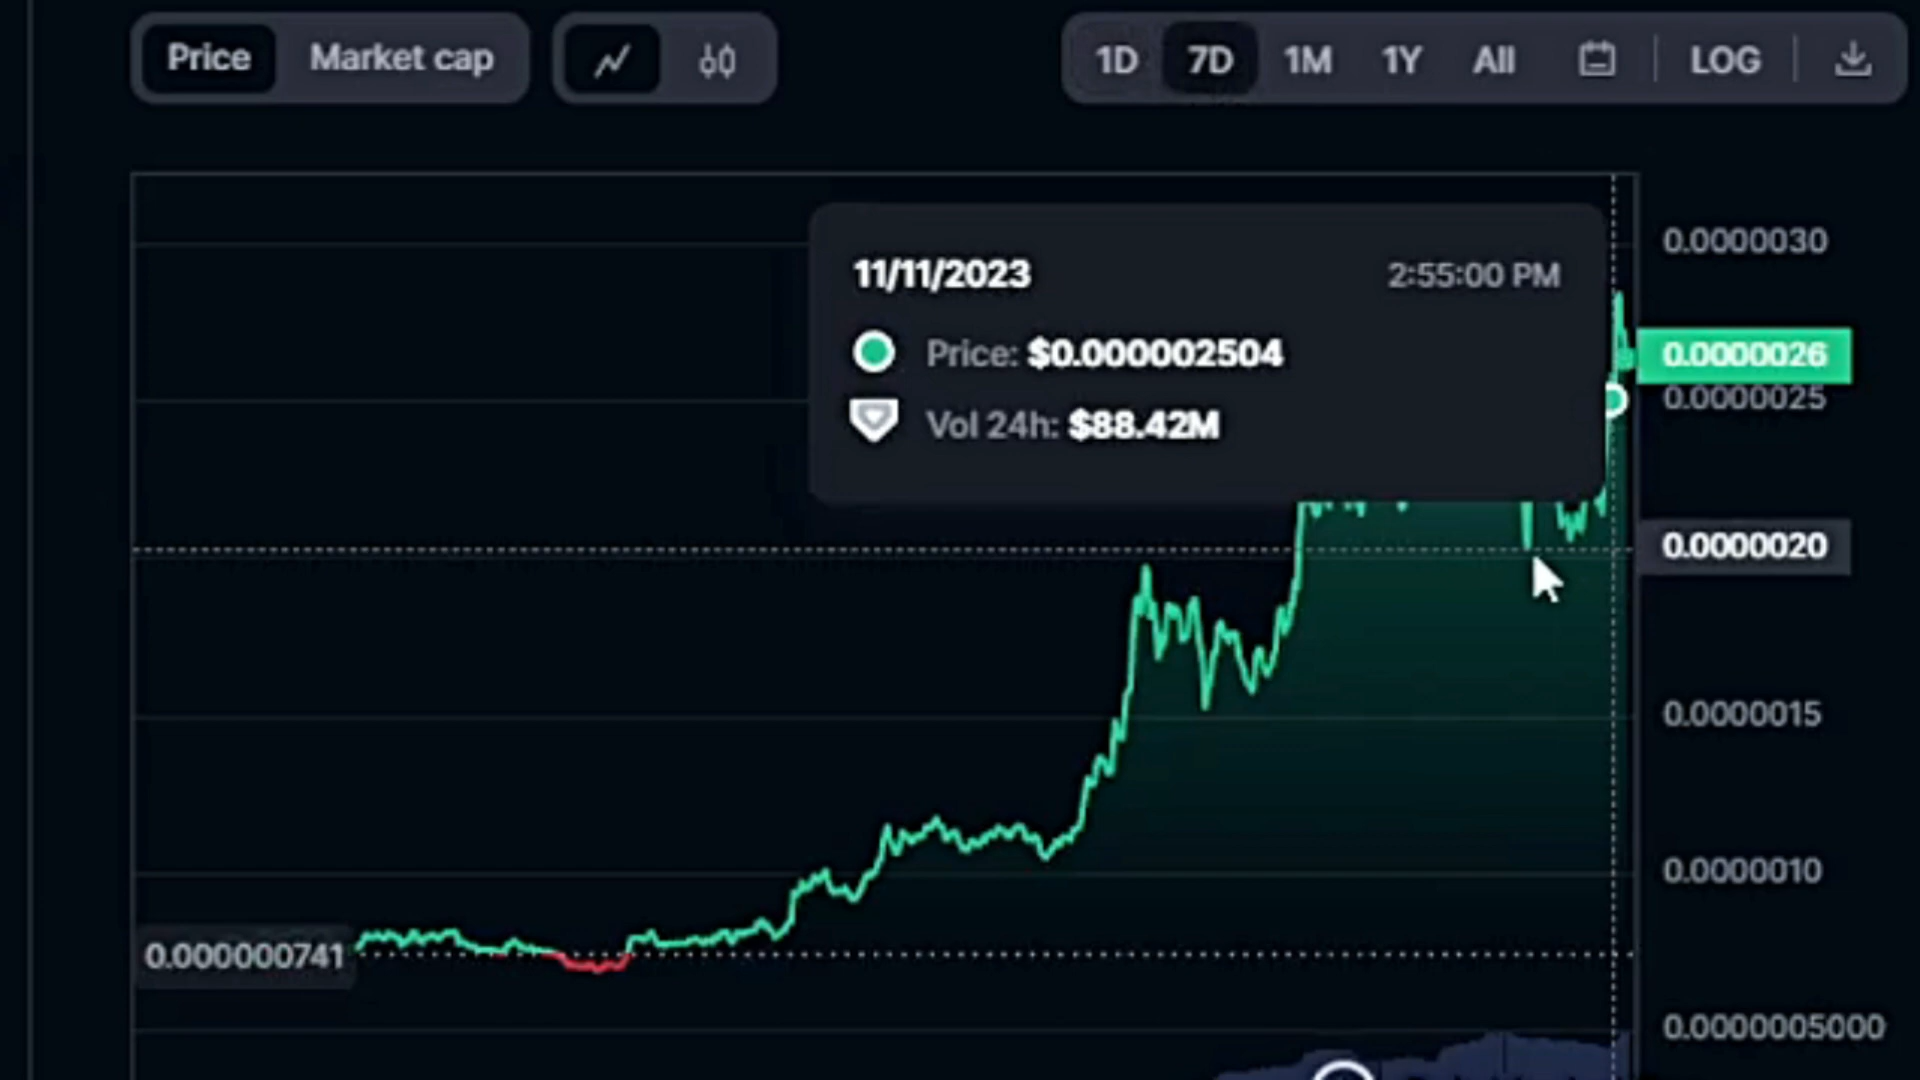 Price Market cap 1D 7D 1M 1Y All LOG
11/11/2023 2:55:00 PM
Price: $0.000002504
Vol 24h: $88.42M
0.0000030
0.0000026
0.0000025
0.0000020
0.0000015
0.0000010
0.000000741
0.0000005000